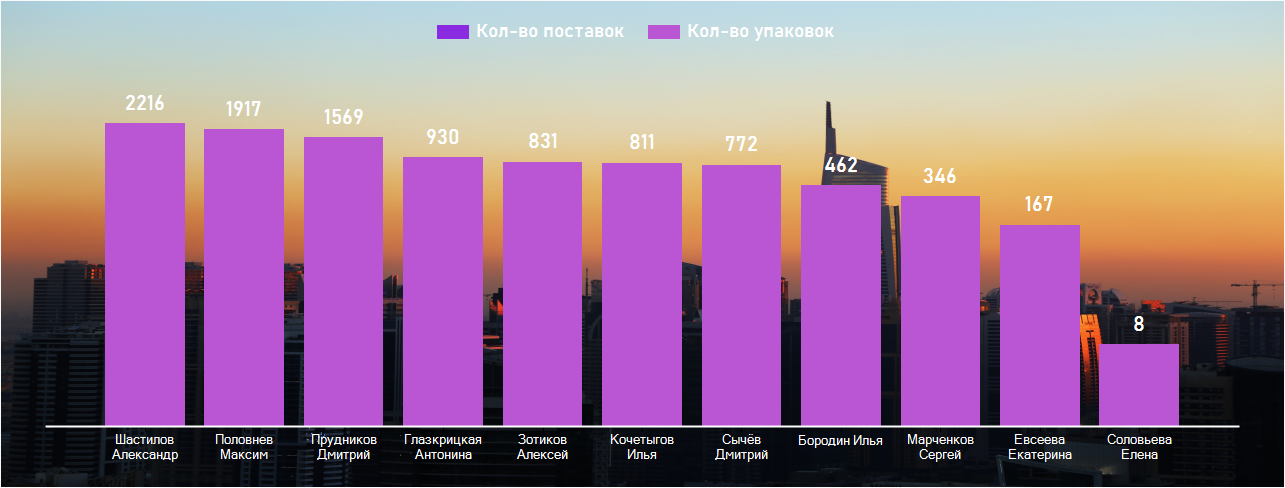 Кол-во поставок Кол-во упаковок
2216
1917
1569
930
831
811
772
462
346
167
8
Шастилов
Александр
Половнев
Максим
Прудников
Дмитрий
Глазкрицкая
Антонина
Зотиков
Алексей
Кочетыгов
Илья
Сычёв
Дмитрий
Бородин Илья
Марченков
Сергей
Евсеева
Екатерина
Соловьева
Елена